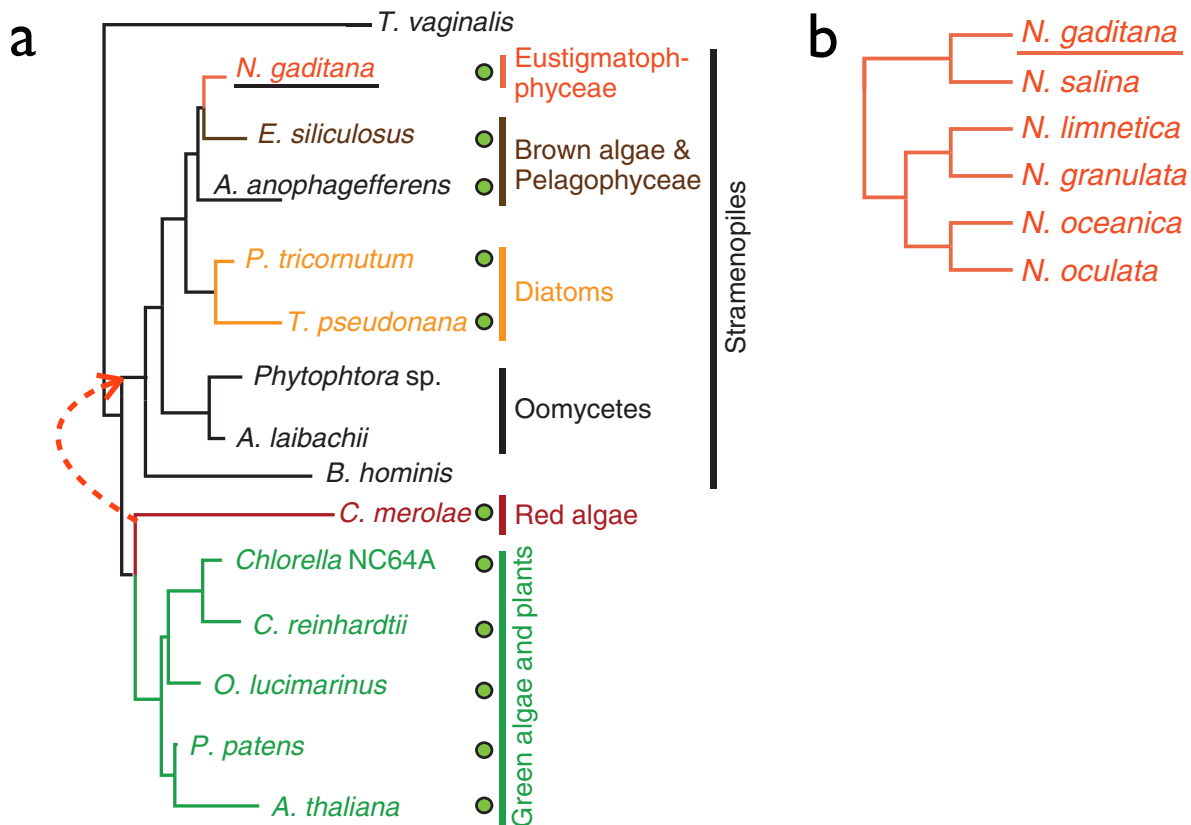 a
T. vaginalis
N. gaditana
Eustigmatoph-
phyceae
E. siliculosus
A. anophagefferens
Brown algae &
Pelagophyceae
P. tricornutum
T. pseudonana
Diatoms
Phytophtora sp.
A. laibachii
Oomycetes
B. hominis
Stramenopiles
C. merolae
Red algae
Chlorella NC64A
C. reinhardtii
O. lucimarinus
P. patens
A. thaliana
Green algae and plants
b
N. gaditana
N. salina
N. limnetica
N. granulata
N. oceanica
N. oculata